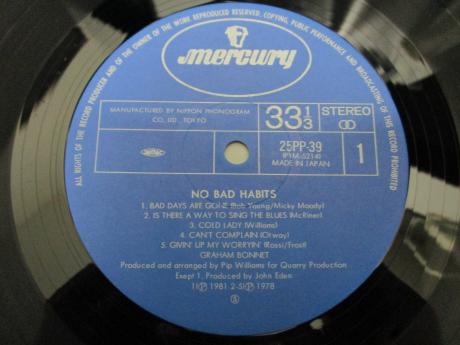 ALL RIGHTS OF THE RECORD PRODUCER AND OF THE OWNER OF THE WORK REPRODUCED RESERVED. COPYING, PUBLIC PERFORMANCE AND BROADCASTING OF THIS RECORD PROHIBITED
mercury
MANUFACTURED BY NIPPON PHONOGRAM
CO., LTD., TOKYO
33 1/3
STEREO
25PP-39
(PYM-5214)
MADE IN JAPAN
1
NO BAD HABITS
1. BAD DAYS ARE GONE (Bob Young/Micky Moody)
2. IS THERE A WAY TO SING THE BLUES (McRiner)
3. COLD LADY (Williams)
4. CAN'T COMPLAIN (Orway)
5. GIVIN' UP MY WORRYIN' (Rossi/Frost)
GRAHAM BONNET
Produced and arranged by Pip Williams for Quarry Production
Exept 1. Produced by John Eden
1Ⓟ 1981 2-5Ⓟ 1978
Ⓢ